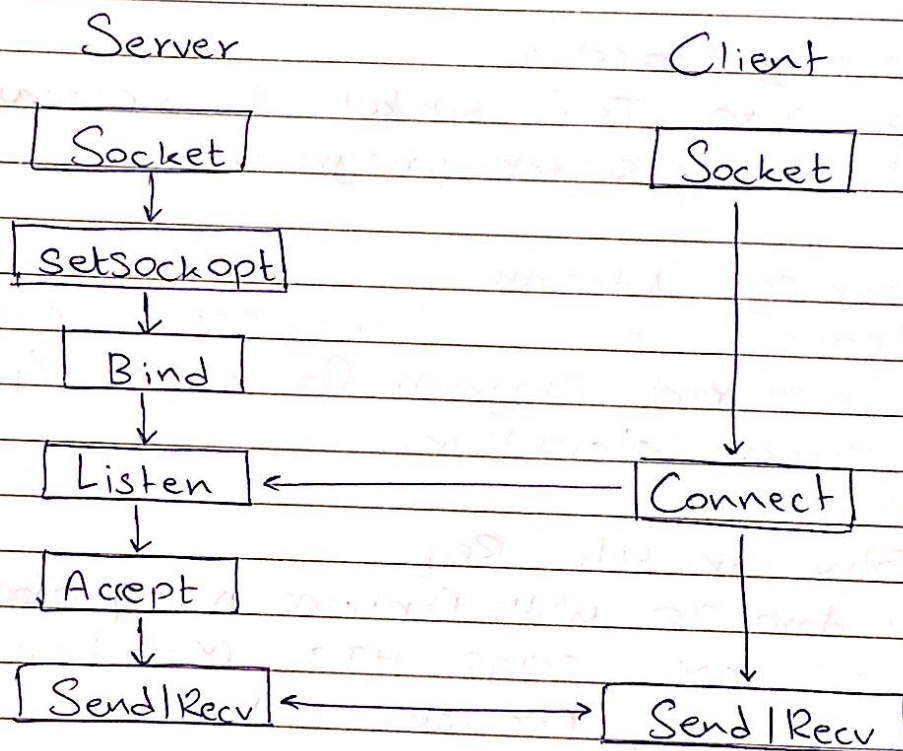 Server Client
Socket Socket
setsockopt
Bind
Listen Connect
Accept
Send/Recv Send/Recv